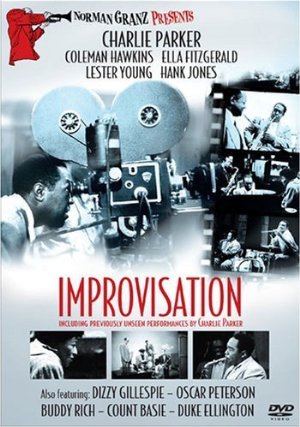 NORMAN GRANZ PRESENTS
CHARLIE PARKER
COLEMAN HAWKINS ELLA FITZGERALD
LESTER YOUNG HANK JONES
IMPROVISATION
INCLUDING PREVIOUSLY UNSEEN PERFORMANCES BY CHARLIE PARKER
Also featuring: DIZZY GILLESPIE – OSCAR PETERSON
BUDDY RICH – COUNT BASIE – DUKE ELLINGTON
DVD
VIDEO